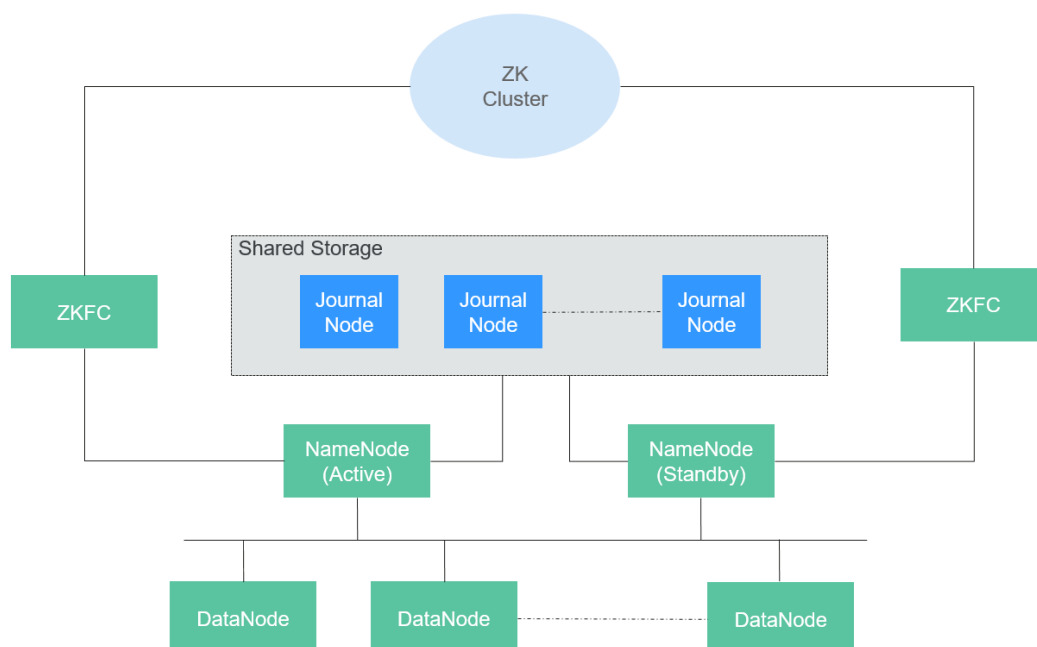 ZK
Cluster
Shared Storage
Journal
Node
Journal
Node
Journal
Node
ZKFC
ZKFC
NameNode
(Active)
NameNode
(Standby)
DataNode
DataNode
DataNode